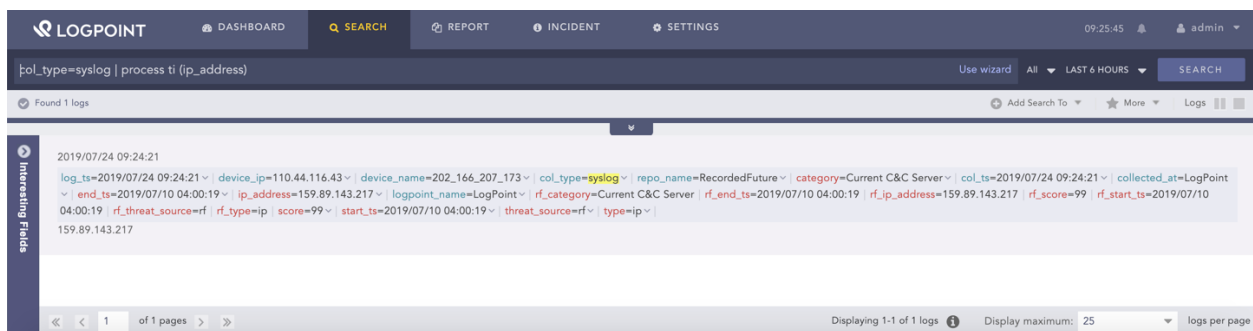 LOGPOINT DASHBOARD SEARCH REPORT INCIDENT SETTINGS 09:25:45 admin
col_type=syslog | process ti (ip_address) Use wizard All LAST 6 HOURS SEARCH
Found 1 logs Add Search To More Logs
Interesting Fields
2019/07/24 09:24:21
log_ts=2019/07/24 09:24:21 | device_ip=110.44.116.43 | device_name=202_166_207_173 | col_type=syslog | repo_name=RecordedFuture | category=Current C&C Server | col_ts=2019/07/24 09:24:21 | collected_at=LogPoint
| end_ts=2019/07/10 04:00:19 | ip_address=159.89.143.217 | logpoint_name=LogPoint | rf_category=Current C&C Server | rf_end_ts=2019/07/10 04:00:19 | rf_ip_address=159.89.143.217 | rf_score=99 | rf_start_ts=2019/07/10
04:00:19 | rf_threat_source=rf | rf_type=ip | score=99 | start_ts=2019/07/10 04:00:19 | threat_source=rf | type=ip |
159.89.143.217
1 of 1 pages Displaying 1-1 of 1 logs Display maximum: 25 logs per page